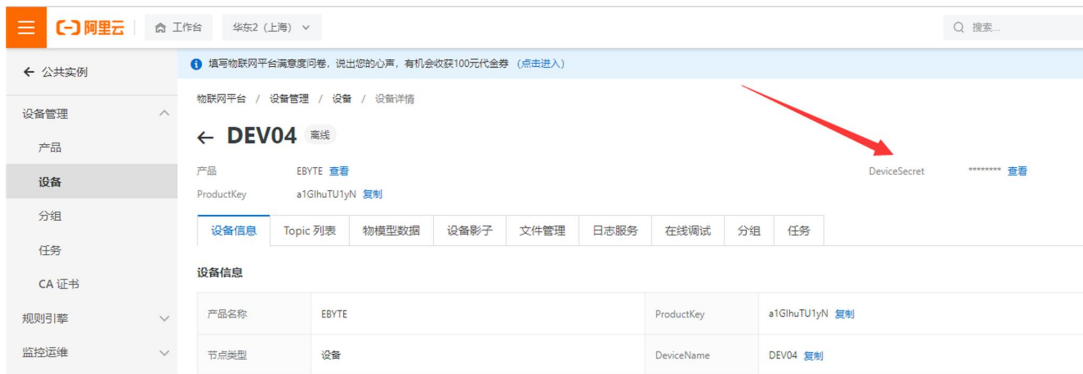 阿里云 工作台 华东2（上海） 搜索...
公共实例
填写物联网平台满意度问卷，说出您的心声，有机会收获100元代金券 （点击进入）
物联网平台 / 设备管理 / 设备 / 设备详情
设备管理
DEV04 离线
产品
产品 EBYTE 查看 DeviceSecret ******** 查看
设备
ProductKey a1GlhuTU1yN 复制
分组
设备信息 Topic 列表 物模型数据 设备影子 文件管理 日志服务 在线调试 分组 任务
任务
设备信息
CA 证书
产品名称 EBYTE ProductKey a1GlhuTU1yN 复制
规则引擎
监控运维
节点类型 设备 DeviceName DEV04 复制